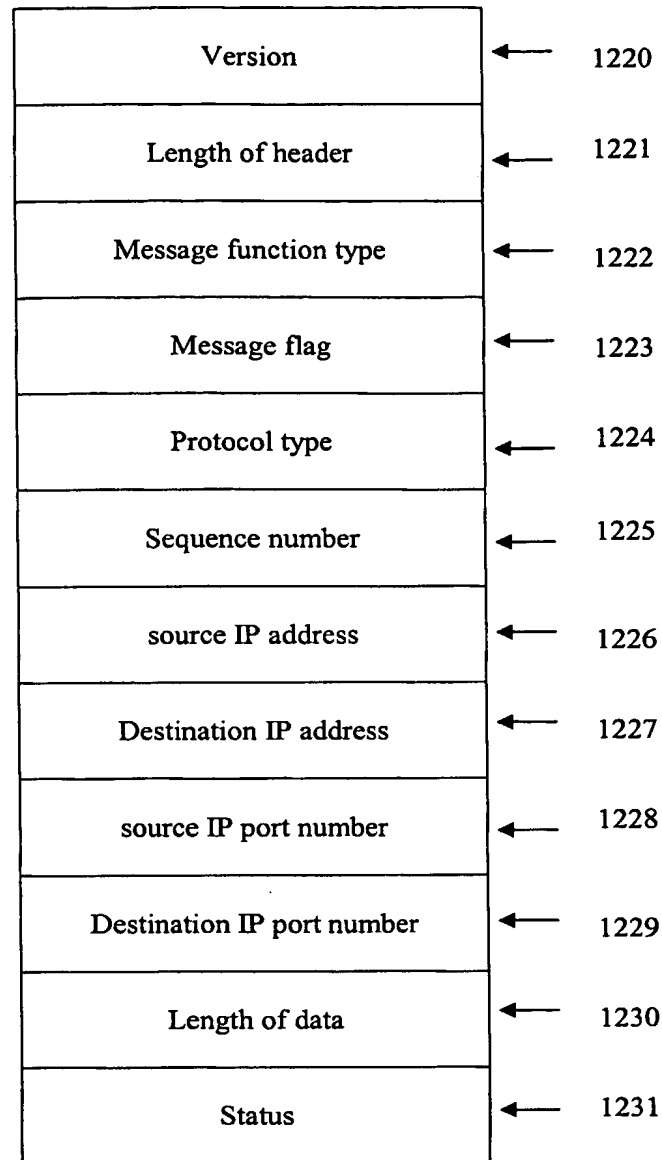 Version 1220
Length of header 1221
Message function type 1222
Message flag 1223
Protocol type 1224
Sequence number 1225
source IP address 1226
Destination IP address 1227
source IP port number 1228
Destination IP port number 1229
Length of data 1230
Status 1231